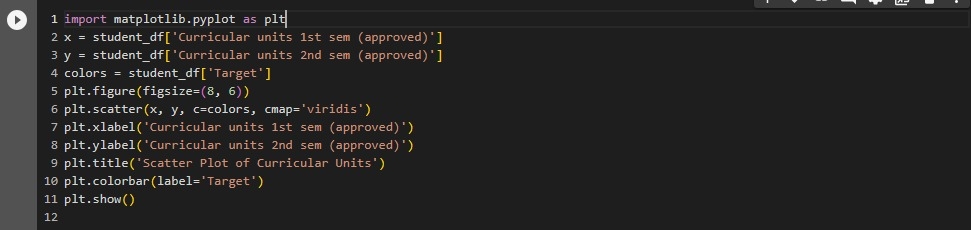 1 import matplotlib.pyplot as plt
2 x = student_df['Curricular units 1st sem (approved)']
3 y = student_df['Curricular units 2nd sem (approved)']
4 colors = student_df['Target']
5 plt.figure(figsize=(8, 6))
6 plt.scatter(x, y, c=colors, cmap='viridis')
7 plt.xlabel('Curricular units 1st sem (approved)')
8 plt.ylabel('Curricular units 2nd sem (approved)')
9 plt.title('Scatter Plot of Curricular Units')
10 plt.colorbar(label='Target')
11 plt.show()
12